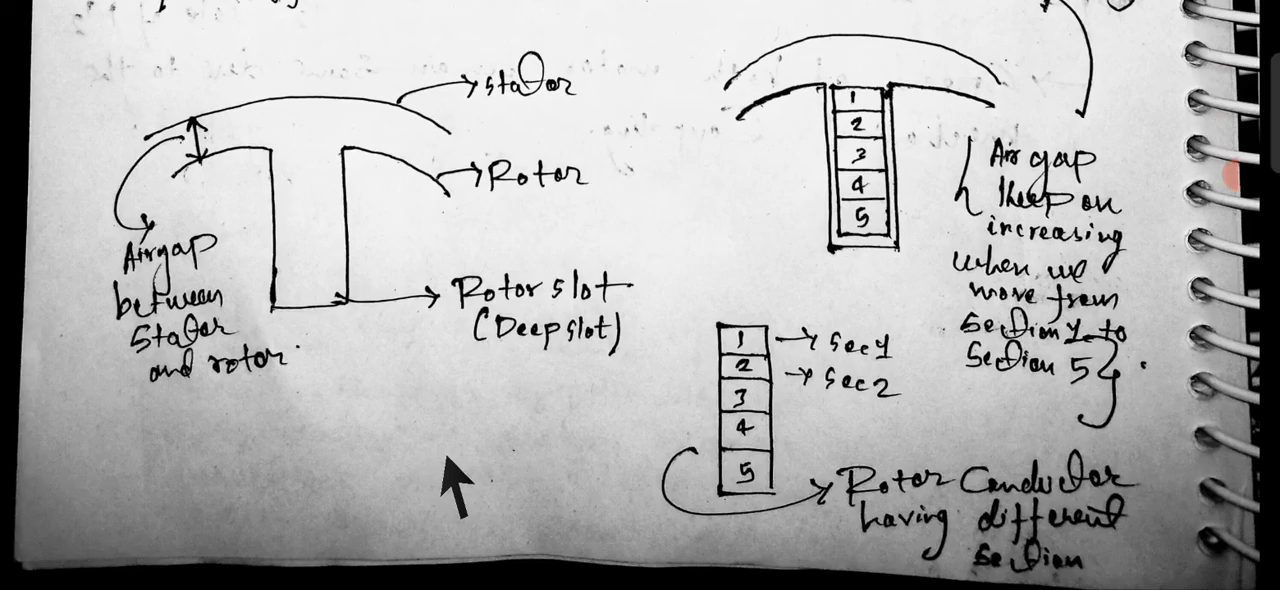 stator
Rotor
Airgap
between
stator
and rotor.
Rotor slot
(Deep slot)
1
2
3
4
5
{Air gap
keep on
increasing
when we
move from
section 1 to
section 5}.
1 → sec 1
2 → sec 2
3
4
5
Rotor Conductor
having different
section